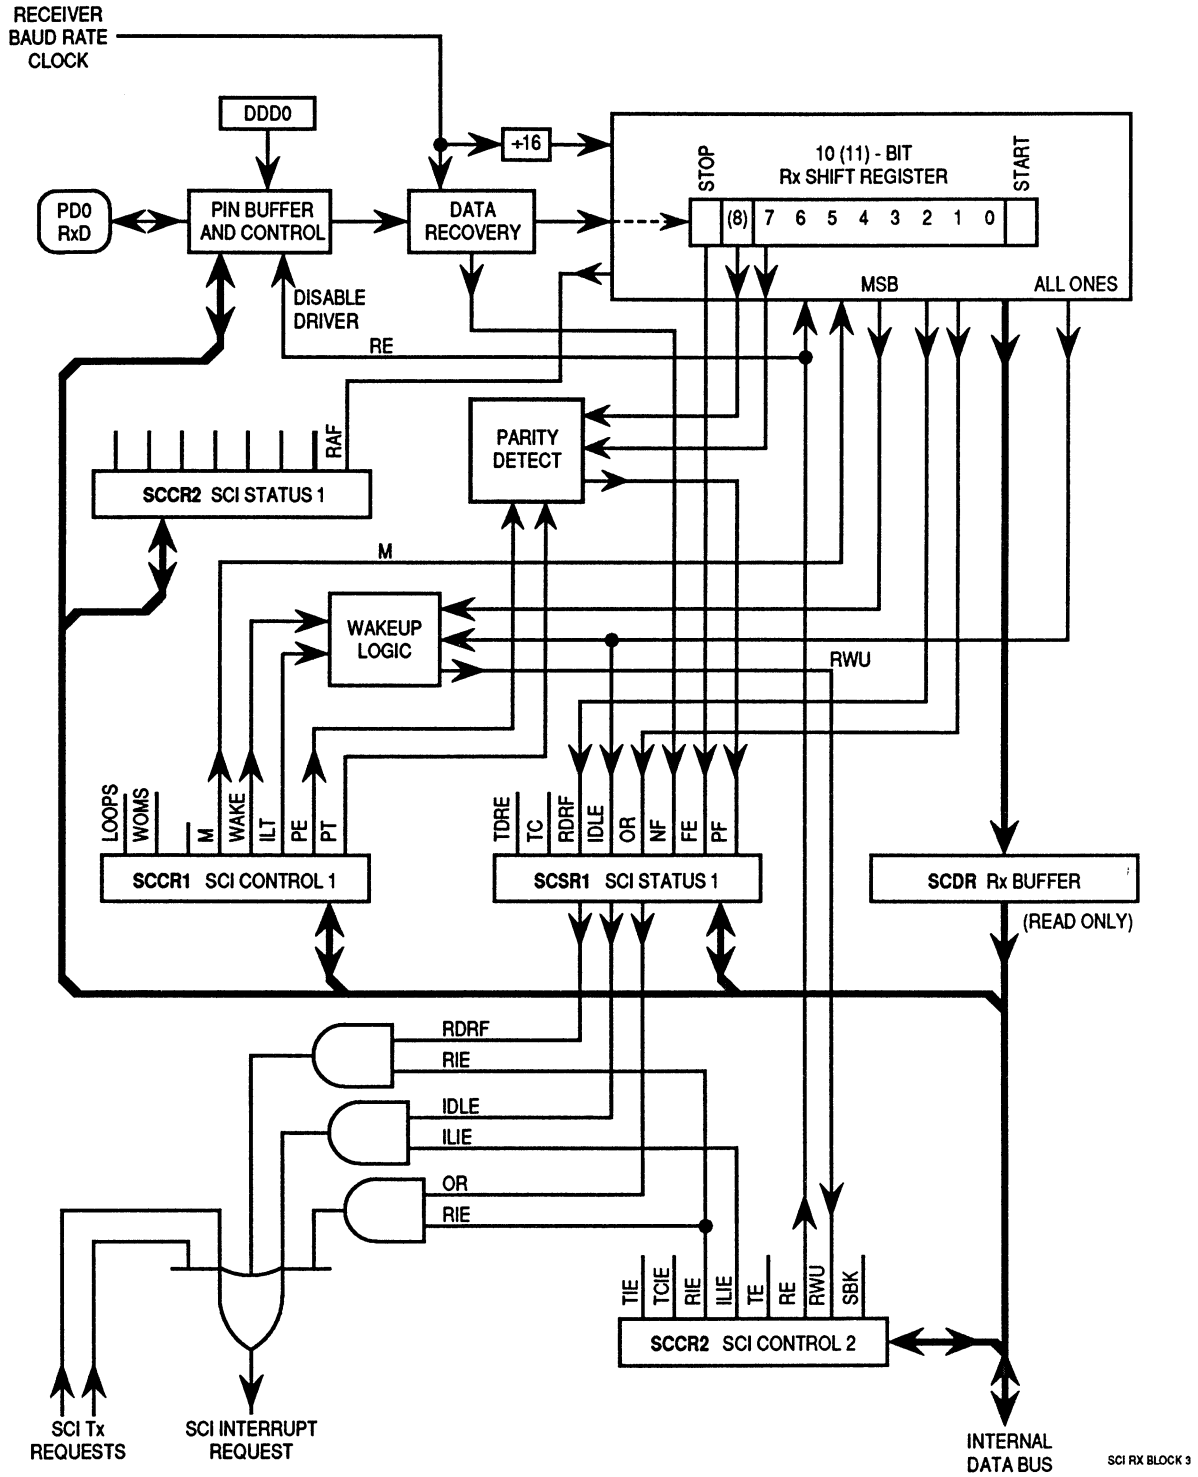 RECEIVER
BAUD RATE
CLOCK
DDD0
÷16
PD0
RxD
PIN BUFFER
AND CONTROL
DATA
RECOVERY
STOP
10 (11) - BIT
Rx SHIFT REGISTER
START
(8) 7 6 5 4 3 2 1 0
MSB
ALL ONES
DISABLE
DRIVER
RE
RAF
PARITY
DETECT
SCCR2 SCI STATUS 1
M
WAKEUP
LOGIC
RWU
LOOPS
WOMS
M
WAKE
ILT
PE
PT
TDRE
TC
RDRF
IDLE
OR
NF
FE
PF
SCCR1 SCI CONTROL 1
SCSR1 SCI STATUS 1
SCDR Rx BUFFER
(READ ONLY)
RDRF
RIE
IDLE
ILIE
OR
RIE
TIE
TCIE
RIE
ILIE
TE
RE
RWU
SBK
SCCR2 SCI CONTROL 2
SCI Tx
REQUESTS
SCI INTERRUPT
REQUEST
INTERNAL
DATA BUS
SCI RX BLOCK 3